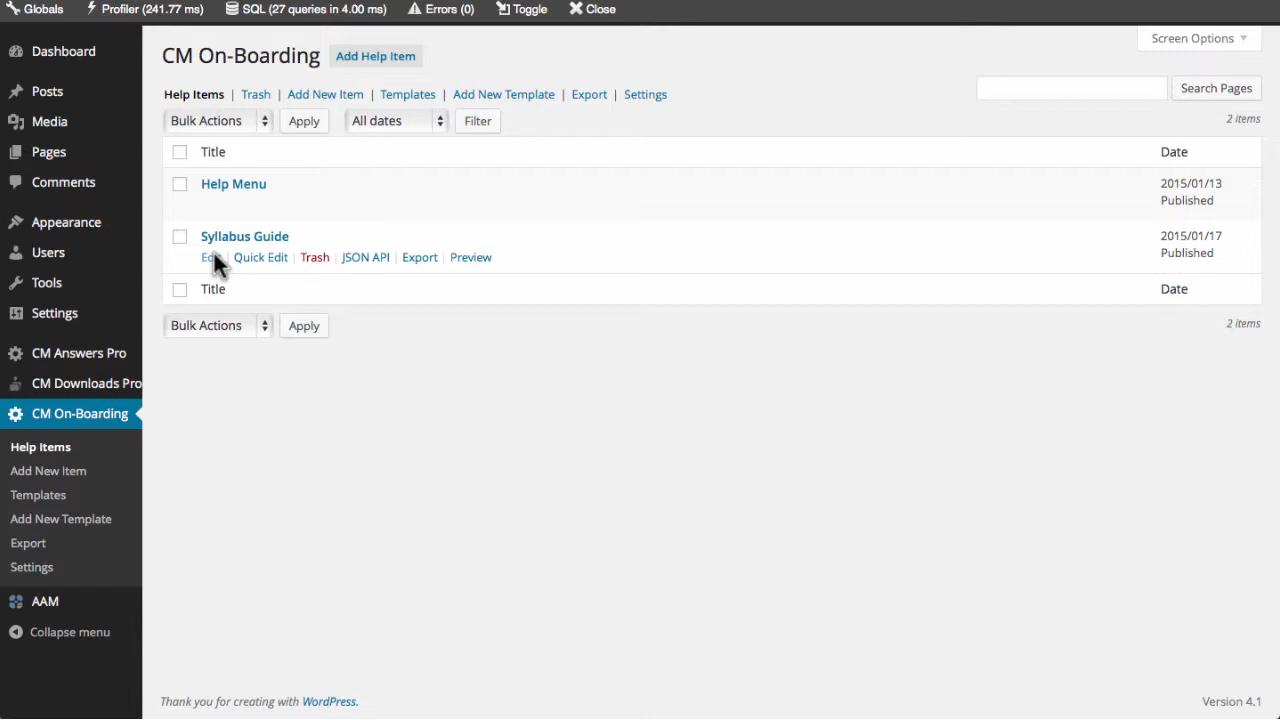 Globals Profiler (241.77 ms) SQL (27 queries in 4.00 ms) Errors (0) Toggle Close
Dashboard
Posts
Media
Pages
Comments
Appearance
Users
Tools
Settings
CM Answers Pro
CM Downloads Pro
CM On-Boarding
Help Items
Add New Item
Templates
Add New Template
Export
Settings
AAM
Collapse menu
Screen Options
CM On-Boarding Add Help Item
Help Items | Trash | Add New Item | Templates | Add New Template | Export | Settings
Search Pages
Bulk Actions Apply All dates Filter
2 items
Title Date
Help Menu 2015/01/13
Published
Syllabus Guide 2015/01/17
| Quick Edit | Trash | JSON API | Export | Preview Published
Title Date
Bulk Actions Apply
2 items
Thank you for creating with WordPress. Version 4.1